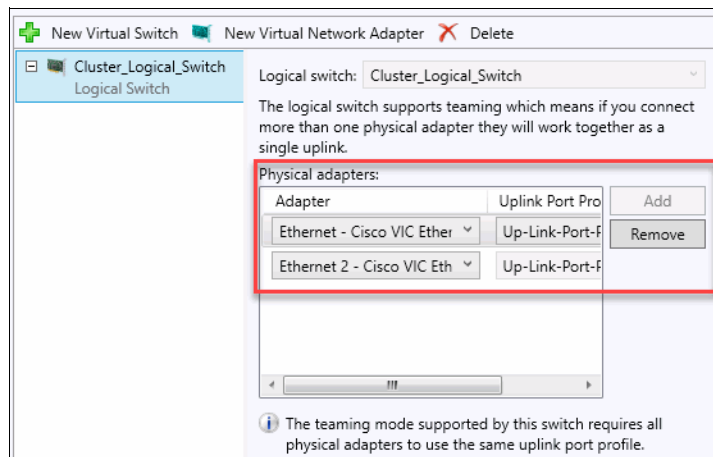 New Virtual Switch New Virtual Network Adapter Delete
Cluster_Logical_Switch
Logical Switch
Logical switch: Cluster_Logical_Switch
The logical switch supports teaming which means if you connect
more than one physical adapter they will work together as a
single uplink.
Physical adapters:
Adapter Uplink Port Pro Add
Ethernet - Cisco VIC Ether Up-Link-Port-P Remove
Ethernet 2 - Cisco VIC Eth Up-Link-Port-P
The teaming mode supported by this switch requires all
physical adapters to use the same uplink port profile.